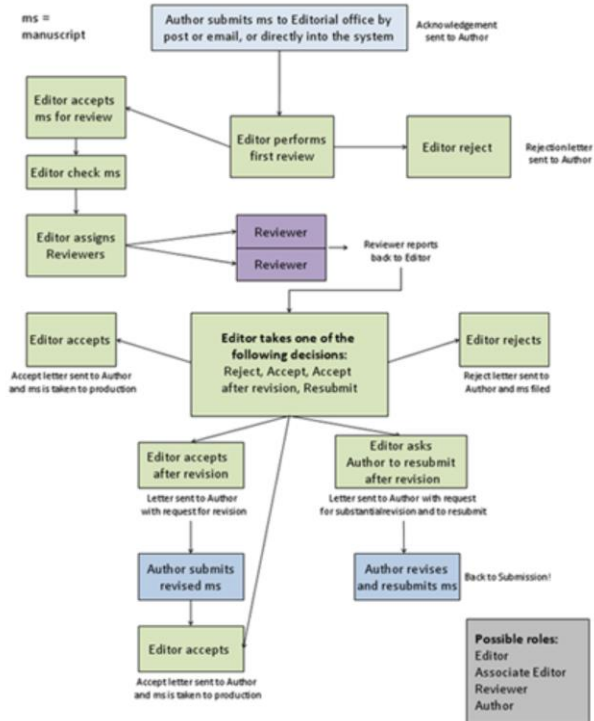 ms =
manuscript
Author submits ms to Editorial office by
post or email, or directly into the system
Acknowledgement
sent to Author
Editor accepts
ms for review
Editor performs
first review
Editor reject
Rejection letter
sent to Author
Editor check ms
Editor assigns
Reviewers
Reviewer
Reviewer
Reviewer reports
back to Editor
Editor accepts
Accept letter sent to Author
and ms is taken to production
Editor takes one of the
following decisions:
Reject, Accept, Accept
after revision, Resubmit
Editor rejects
Reject letter sent to
Author and ms filed
Editor accepts
after revision
Letter sent to Author
with request for revision
Editor asks
Author to resubmit
after revision
Letter sent to Author with request
for substantial revision and to resubmit
Author submits
revised ms
Author revises
and resubmits ms
Back to Submission!
Editor accepts
Accept letter sent to Author
and ms is taken to production
Possible roles:
Editor
Associate Editor
Reviewer
Author